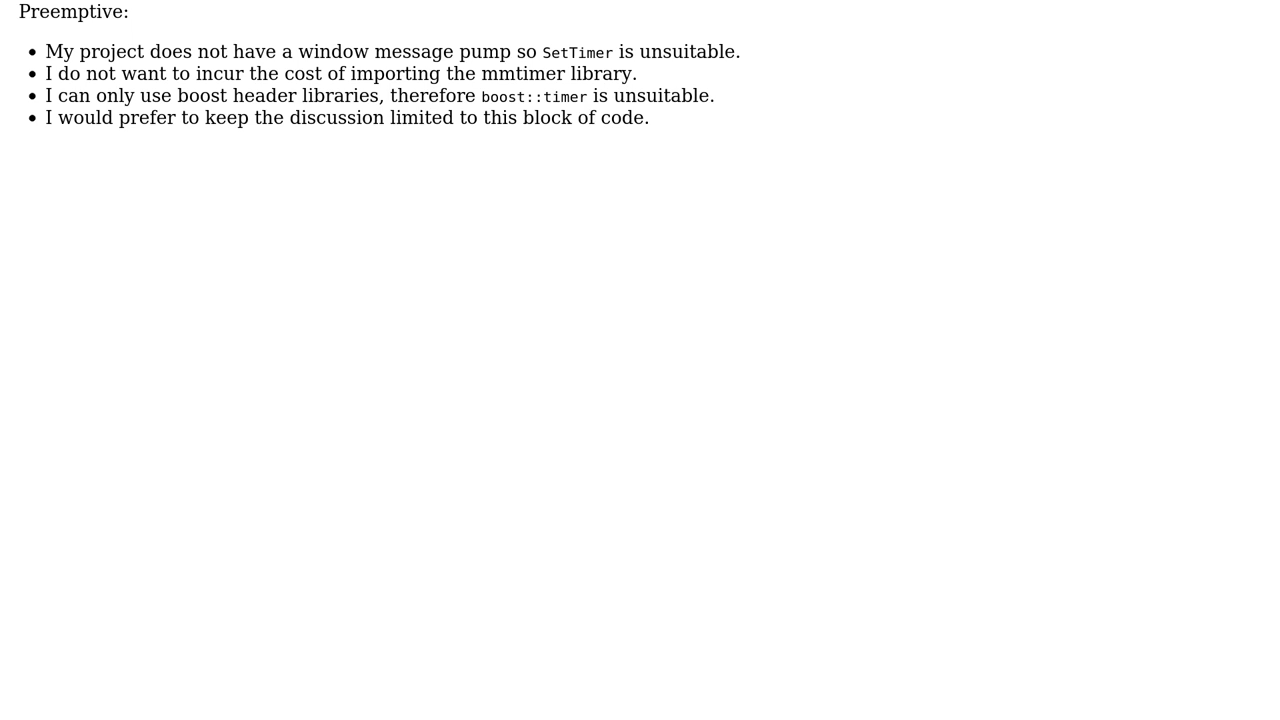 Preemptive:
• My project does not have a window message pump so SetTimer is unsuitable.
• I do not want to incur the cost of importing the mmtimer library.
• I can only use boost header libraries, therefore boost::timer is unsuitable.
• I would prefer to keep the discussion limited to this block of code.